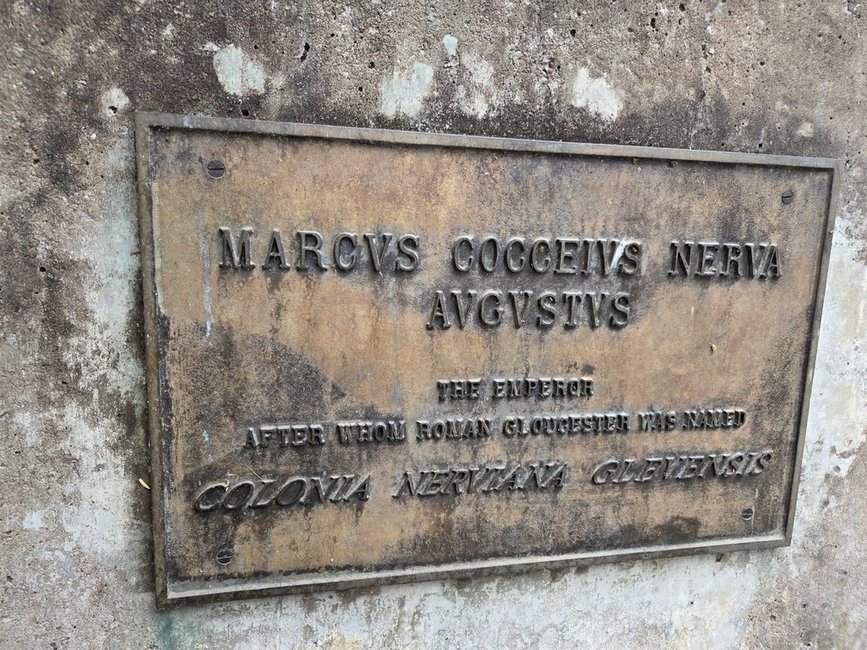 MARCVS COCCEIVS NERVA
AVGVSTVS
THE EMPEROR
AFTER WHOM ROMAN GLOUCESTER WAS NAMED
COLONIA NERVIANA GLEVENSIS